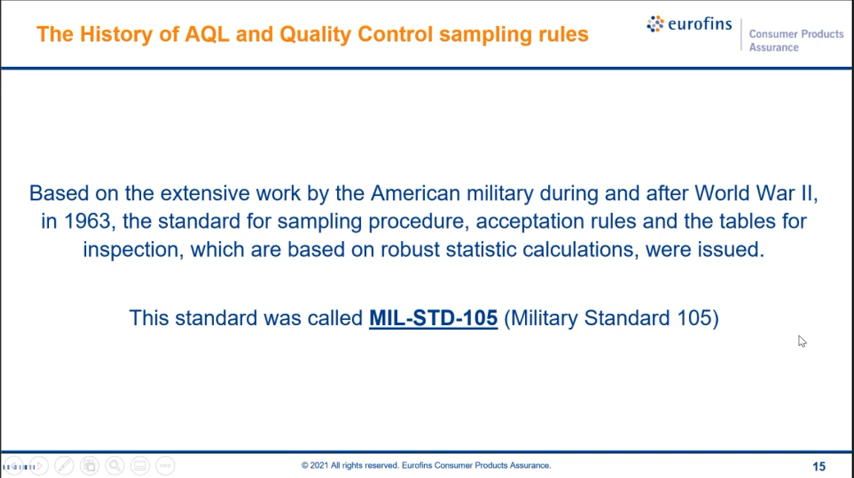 The History of AQL and Quality Control sampling rules
eurofins
Consumer Products
Assurance
Based on the extensive work by the American military during and after World War II,
in 1963, the standard for sampling procedure, acceptation rules and the tables for
inspection, which are based on robust statistic calculations, were issued.
This standard was called MIL-STD-105 (Military Standard 105)
© 2021 All rights reserved. Eurofins Consumer Products Assurance.
15